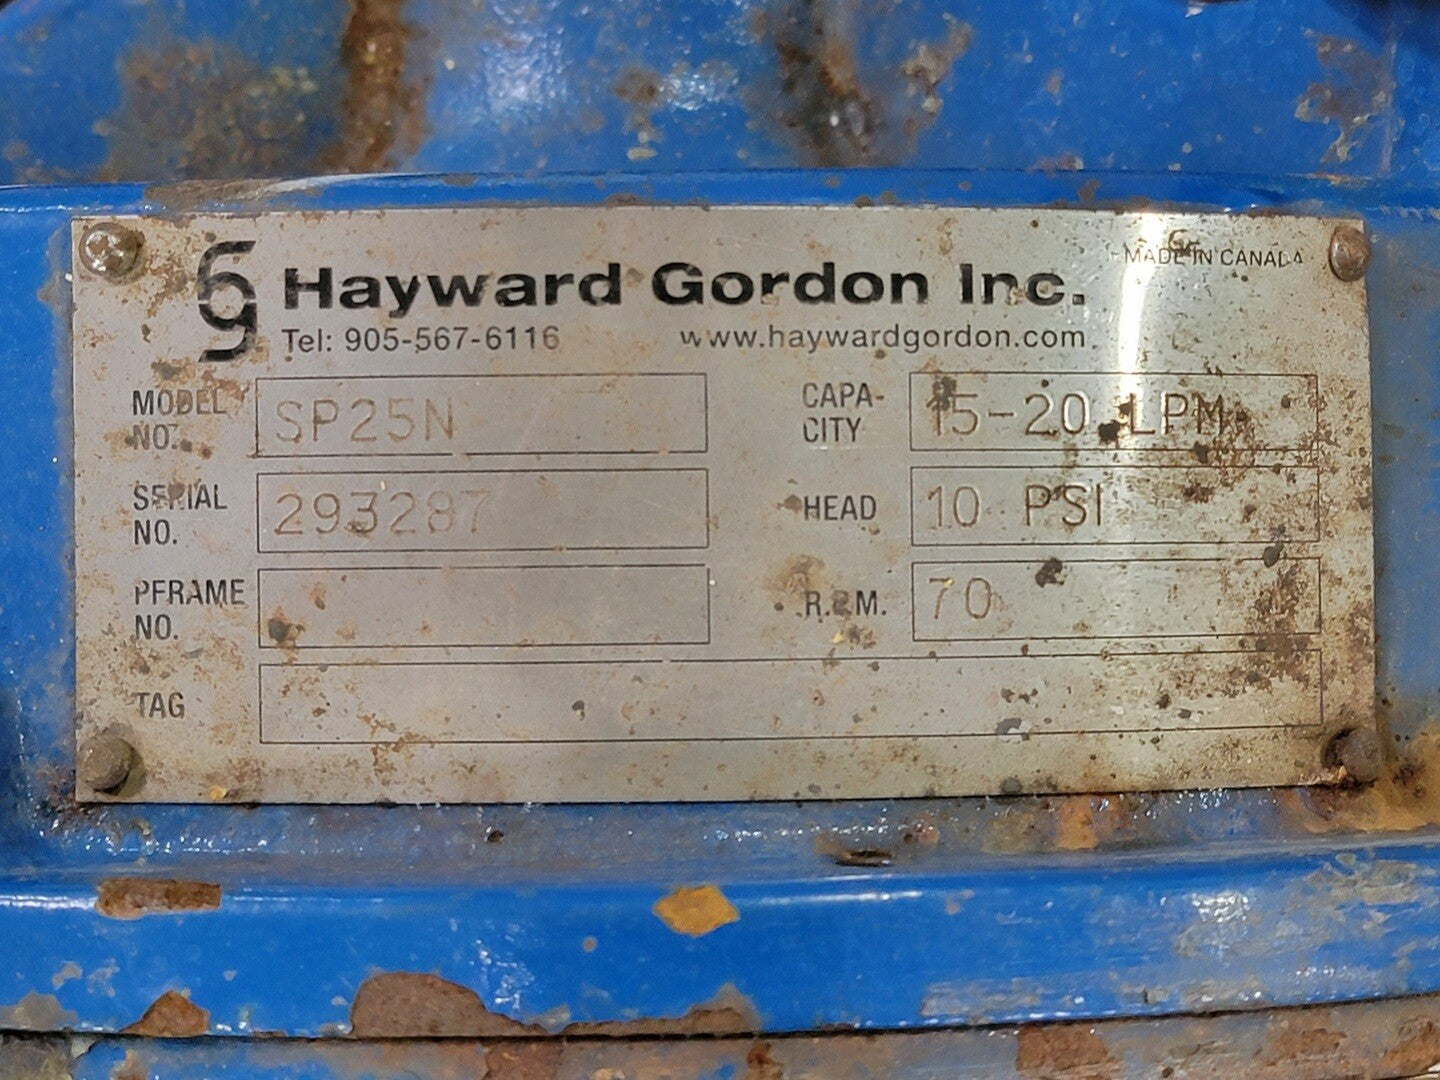 MADE IN CANADA
Hayward Gordon Inc.
Tel: 905-567-6116 www.haywardgordon.com
MODEL NO. SP25N
CAPA-CITY 15-20 LPM
SERIAL NO. 293287
HEAD 10 PSI
PFRAME NO.
R.P.M. 70
TAG